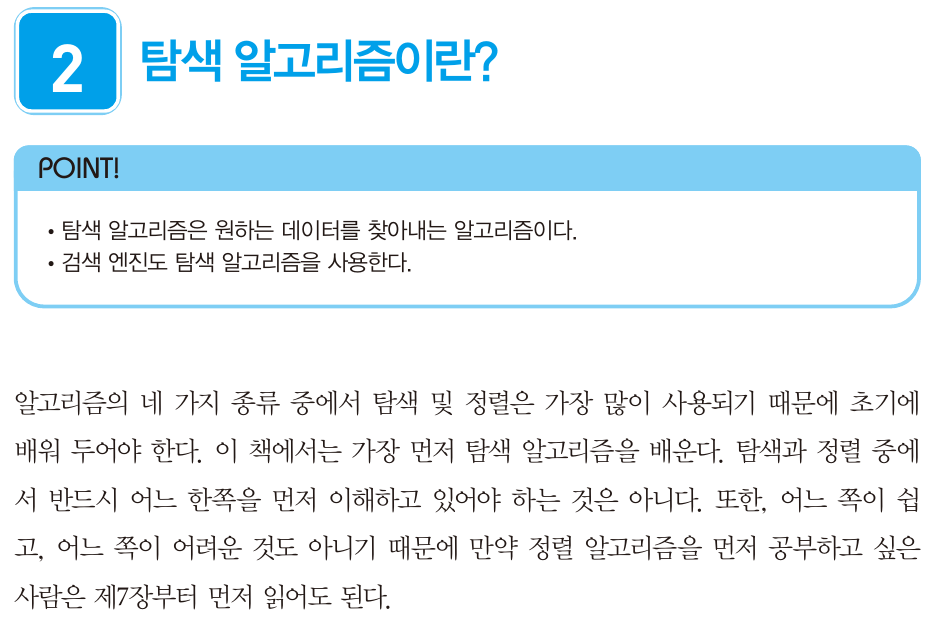 2 탐색 알고리즘이란?
POINT!
• 탐색 알고리즘은 원하는 데이터를 찾아내는 알고리즘이다.
• 검색 엔진도 탐색 알고리즘을 사용한다.
알고리즘의 네 가지 종류 중에서 탐색 및 정렬은 가장 많이 사용되기 때문에 초기에
배워 두어야 한다. 이 책에서는 가장 먼저 탐색 알고리즘을 배운다. 탐색과 정렬 중에
서 반드시 어느 한쪽을 먼저 이해하고 있어야 하는 것은 아니다. 또한, 어느 쪽이 쉽
고, 어느 쪽이 어려운 것도 아니기 때문에 만약 정렬 알고리즘을 먼저 공부하고 싶은
사람은 제7장부터 먼저 읽어도 된다.